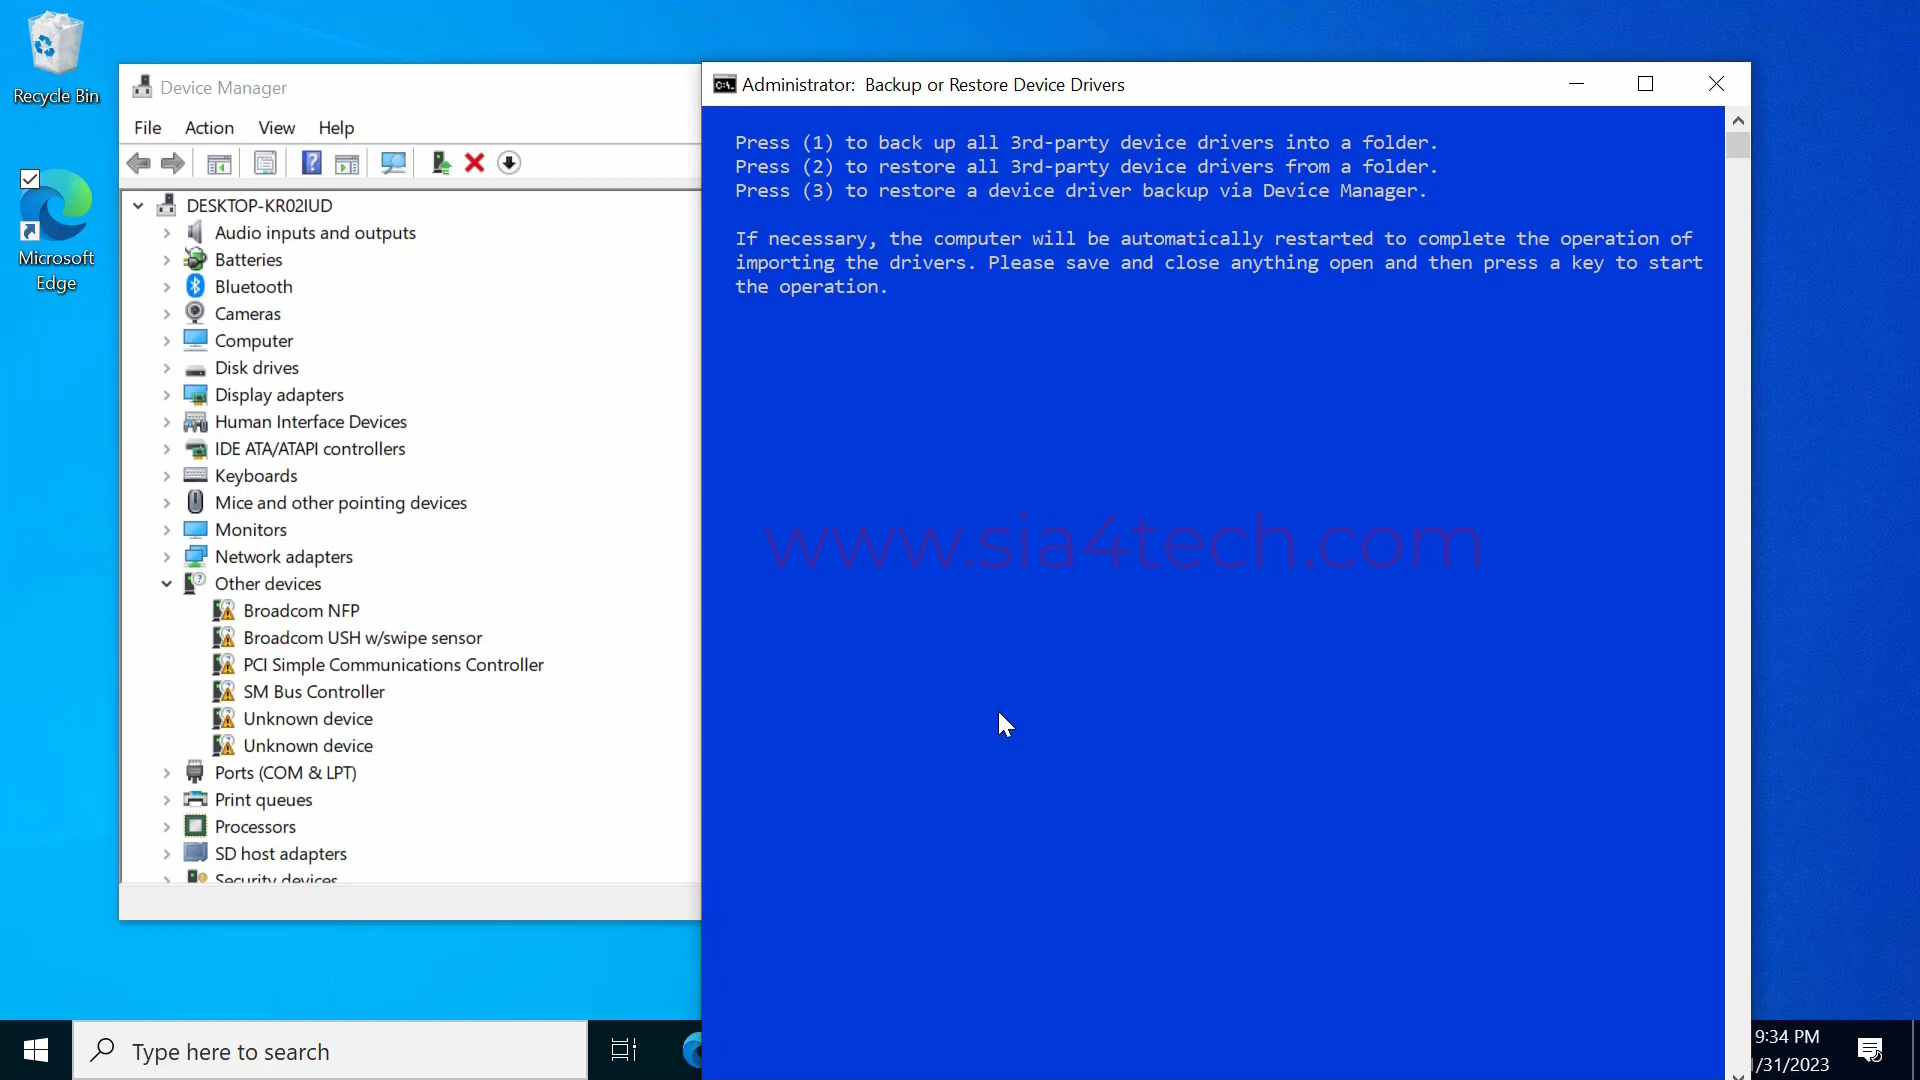 Recycle Bin
Microsoft
Edge
Device Manager
File Action View Help
DESKTOP-KR02IUD
Audio inputs and outputs
Batteries
Bluetooth
Cameras
Computer
Disk drives
Display adapters
Human Interface Devices
IDE ATA/ATAPI controllers
Keyboards
Mice and other pointing devices
Monitors
Network adapters
Other devices
Broadcom NFP
Broadcom USH w/swipe sensor
PCI Simple Communications Controller
SM Bus Controller
Unknown device
Unknown device
Ports (COM & LPT)
Print queues
Processors
SD host adapters
Security devices
Administrator: Backup or Restore Device Drivers
Press (1) to back up all 3rd-party device drivers into a folder.
Press (2) to restore all 3rd-party device drivers from a folder.
Press (3) to restore a device driver backup via Device Manager.
If necessary, the computer will be automatically restarted to complete the operation of
importing the drivers. Please save and close anything open and then press a key to start
the operation.
www.sia4tech.com
Type here to search
9:34 PM
/31/2023